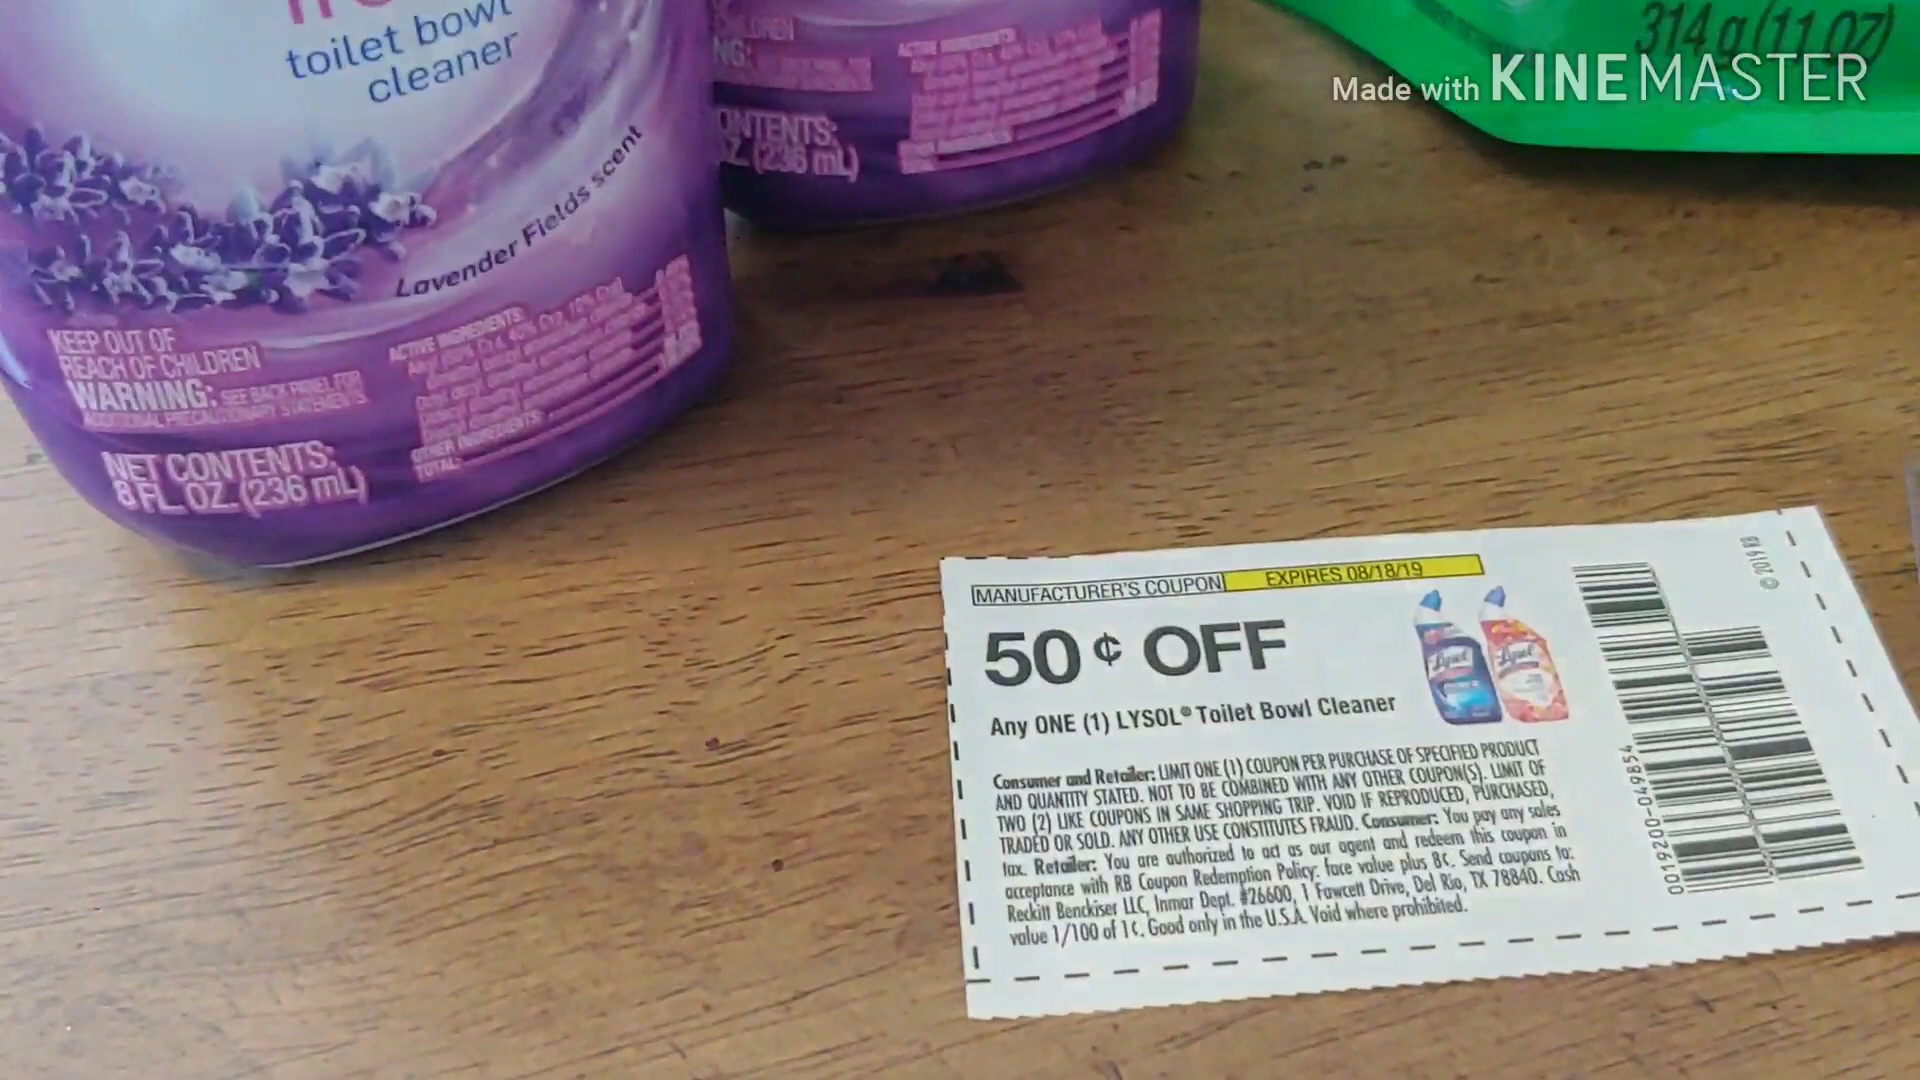 toilet bowl
cleaner
Lavender Fields scent
KEEP OUT OF
REACH OF CHILDREN
WARNING: SEE BACK PANEL FOR
ADDITIONAL PRECAUTIONARY STATEMENTS
NET CONTENTS:
8 FL. OZ. (236 mL)
ACTIVE INGREDIENTS:
OTHER INGREDIENTS:
TOTAL:
ACTIVE INGREDIENTS:
(236 mL)
314 g (11 OZ)
Made with KINEMASTER
MANUFACTURER'S COUPON EXPIRES 08/18/19
50¢ OFF
Any ONE (1) LYSOL® Toilet Bowl Cleaner
Lysol Lysol
Consumer and Retailer: LIMIT ONE (1) COUPON PER PURCHASE OF SPECIFIED PRODUCT
AND QUANTITY STATED. NOT TO BE COMBINED WITH ANY OTHER COUPON(S). LIMIT OF
TWO (2) LIKE COUPONS IN SAME SHOPPING TRIP. VOID IF REPRODUCED, PURCHASED,
TRADED OR SOLD. ANY OTHER USE CONSTITUTES FRAUD. Consumer: You pay any sales
tax. Retailer: You are authorized to act as our agent and redeem this coupon in
acceptance with RB Coupon Redemption Policy: face value plus 8¢. Send coupons to:
Reckitt Benckiser LLC, Inmar Dept. #26600, 1 Fawcett Drive, Del Rio, TX 78840. Cash
value 1/100 of 1¢. Good only in the U.S.A. Void where prohibited.
0019200-049854
© 2019 RB